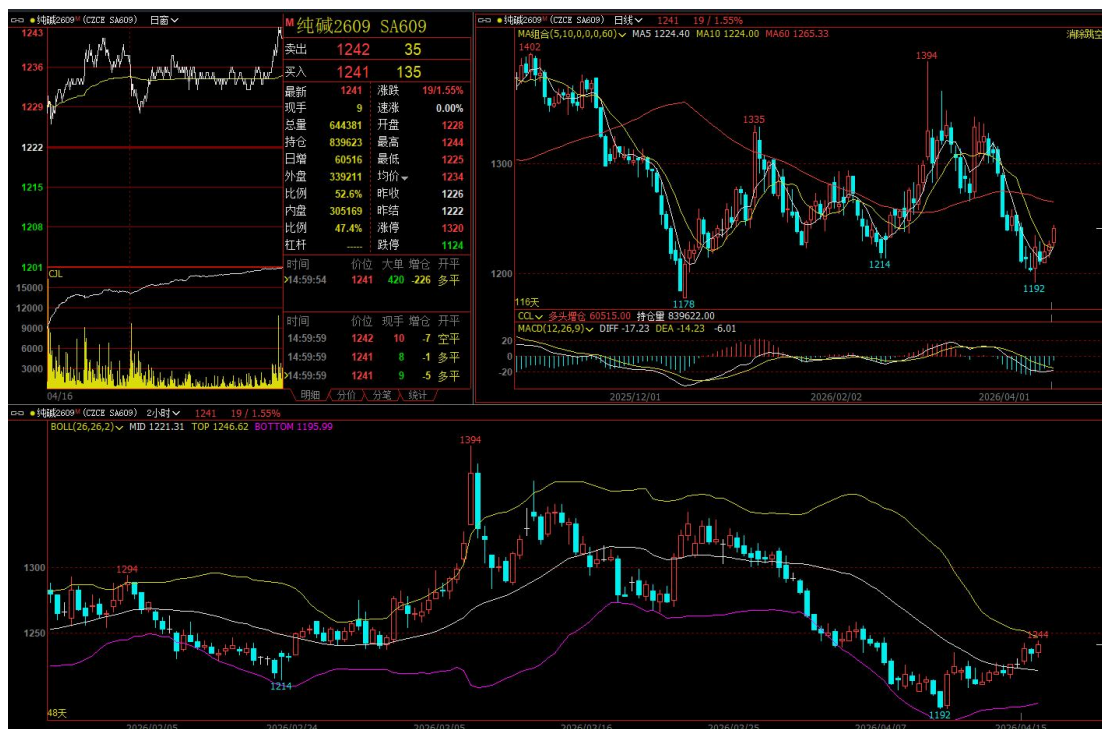 纯碱2609M (CZCE SA609) 日窗
1243
1236
1229
1222
1215
1208
1201
CJL
15000
12000
9000
6000
3000
04/16
M 纯碱2609 SA609
卖出 1242 35
买入 1241 135
最新 1241 涨跌 19/1.55%
现手 9 速涨 0.00%
总量 644381 开盘 1228
持仓 839623 最高 1244
日增 60516 最低 1225
外盘 339211 均价 1234
比例 52.6% 昨收 1226
内盘 305169 昨结 1222
比例 47.4% 涨停 1320
杠杆 ----- 跌停 1124
时间 价位 大单 增仓 开平
14:59:54 1241 420 -226 多平
时间 价位 现手 增仓 开平
14:59:59 1242 10 -7 空平
14:59:59 1241 8 -1 多平
14:59:59 1241 9 -5 多平
明细 分价 分笔 统计
纯碱2609M (CZCE SA609) 日线 1241 19 / 1.55%
MA组合(5,10,0,0,0,60) MA5 1224.40 MA10 1224.00 MA60 1265.33 消除跳空
1402
1394
1335
1300
1214
1200
1192
1178
116天
CCL 多头增仓 60515.00 持仓量 839622.00
MACD(12,26,9) DIFF -17.23 DEA -14.23 -6.01
20
0
-20
2025/12/01 2026/02/02 2026/04/01
纯碱2609M (CZCE SA609) 2小时 1241 19 / 1.55%
BOLL(26,26,2) MID 1221.31 TOP 1246.62 BOTTOM 1195.99
1394
1300
1294
1250
1244
1214
1192
48天
2026/02/05 2026/02/24 2026/03/05 2026/03/16 2026/03/25 2026/04/07 2026/04/15